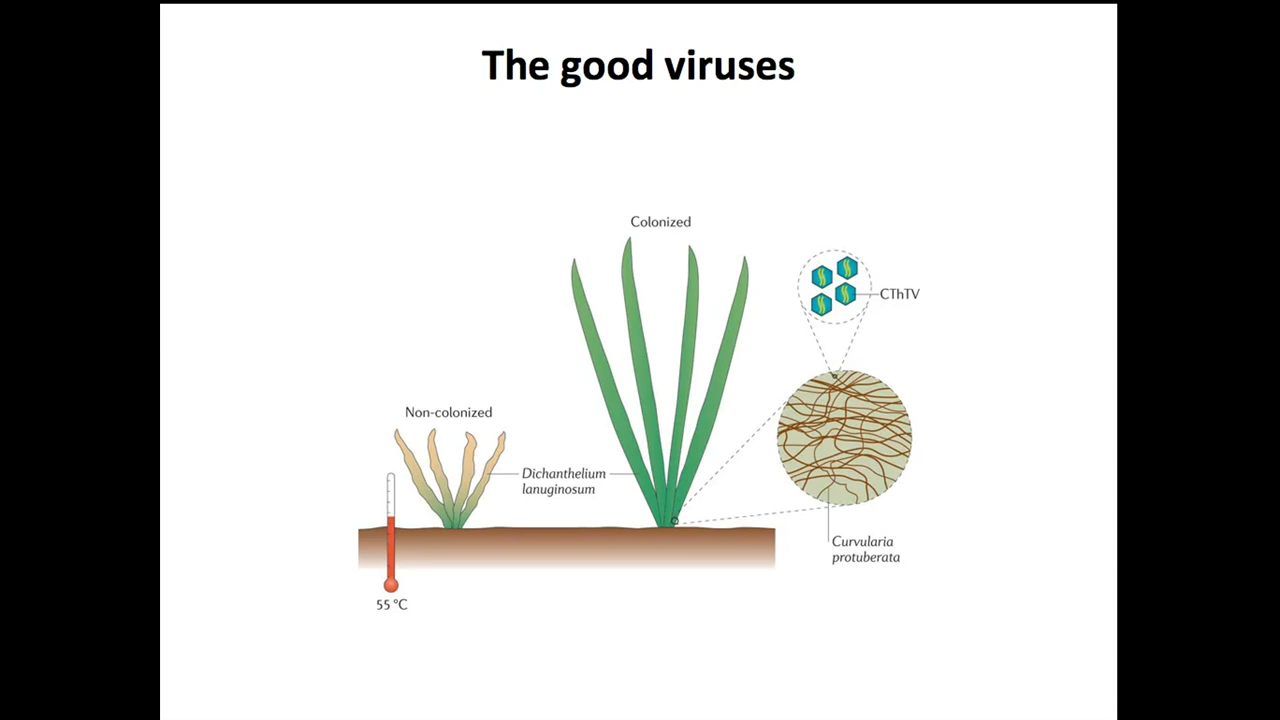 The good viruses
Colonized
CThTV
Non-colonized
Dichanthelium
lanuginosum
Curvularia
protuberata
55 °C